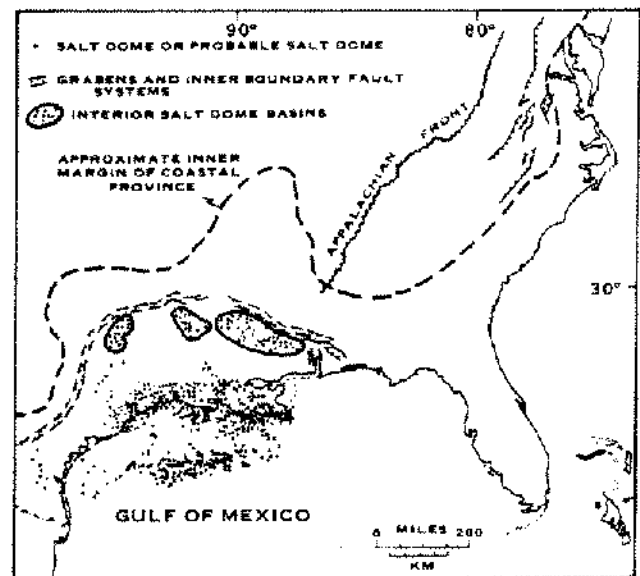 90°
80°
SALT DOME OR PROBABLE SALT DOME
GRABENS AND INNER BOUNDARY FAULT
SYSTEMS
INTERIOR SALT DOME BASINS
APPROXIMATE INNER
MARGIN OF COASTAL
PROVINCE
APPALACHIAN FRONT
30°
GULF OF MEXICO
0 MILES 200
KM